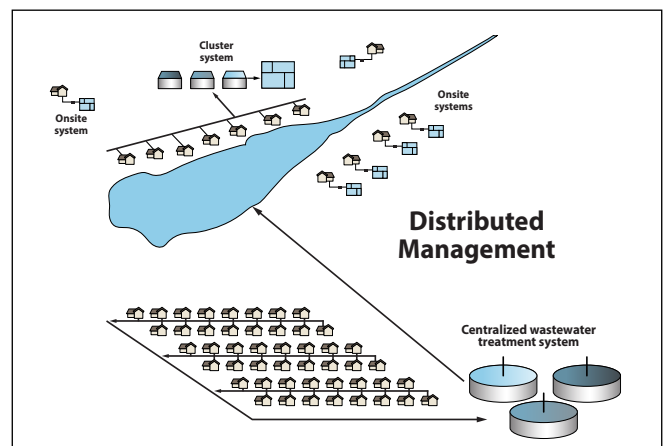 Cluster
system
Onsite
system
Onsite
systems
Distributed
Management
Centralized wastewater
treatment system